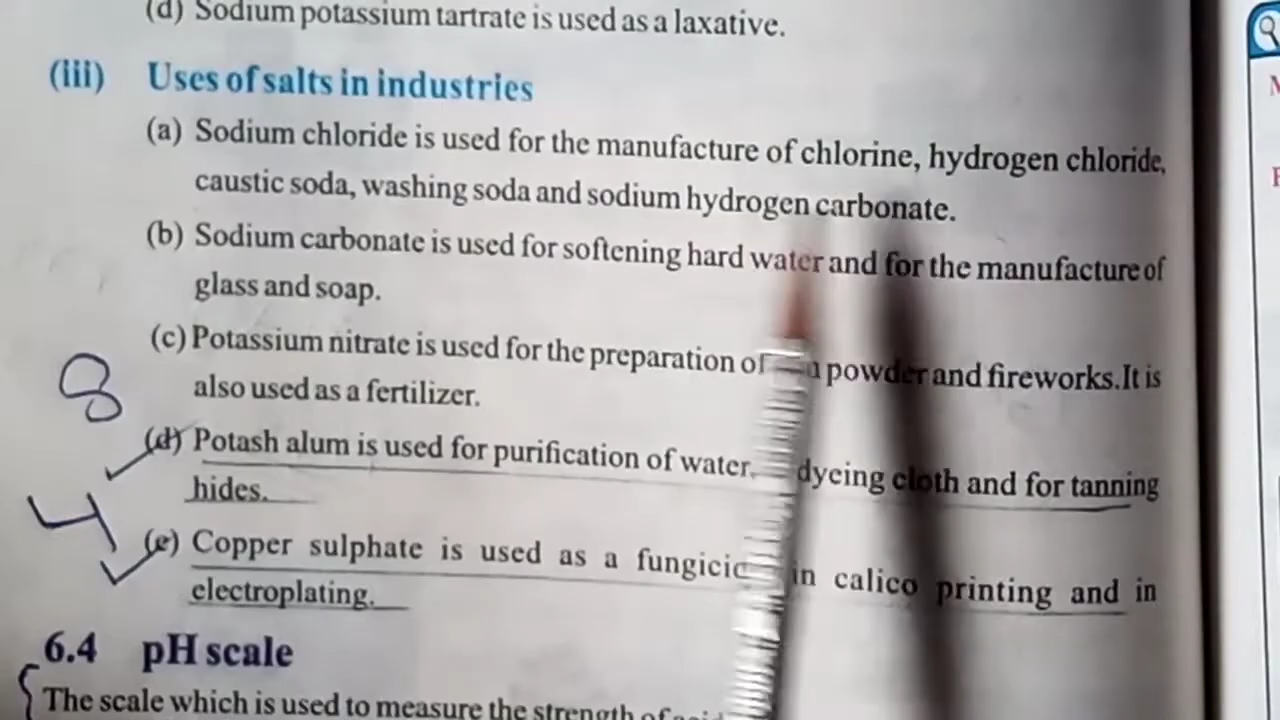 (d) Sodium potassium tartrate is used as a laxative.
(iii) Uses of salts in industries
(a) Sodium chloride is used for the manufacture of chlorine, hydrogen chloride,
caustic soda, washing soda and sodium hydrogen carbonate.
(b) Sodium carbonate is used for softening hard water and for the manufacture of
glass and soap.
(c) Potassium nitrate is used for the preparation of powder and fireworks.It is
also used as a fertilizer.
8
(d) Potash alum is used for purification of water, dyeing cloth and for tanning
hides.
4
(e) Copper sulphate is used as a in calico printing and in
electroplating.
6.4 pH scale
The scale which is used to measure the strength of